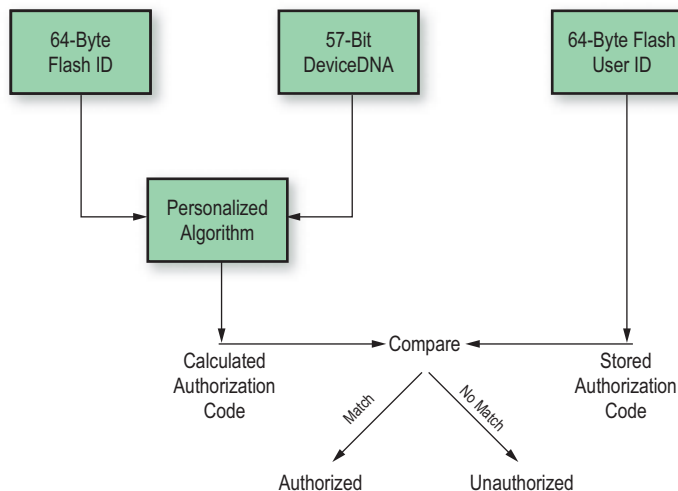 64-Byte
Flash ID
57-Bit
DeviceDNA
64-Byte Flash
User ID
Personalized
Algorithm
Calculated
Authorization
Code
Compare
Stored
Authorization
Code
Match
No Match
Authorized
Unauthorized